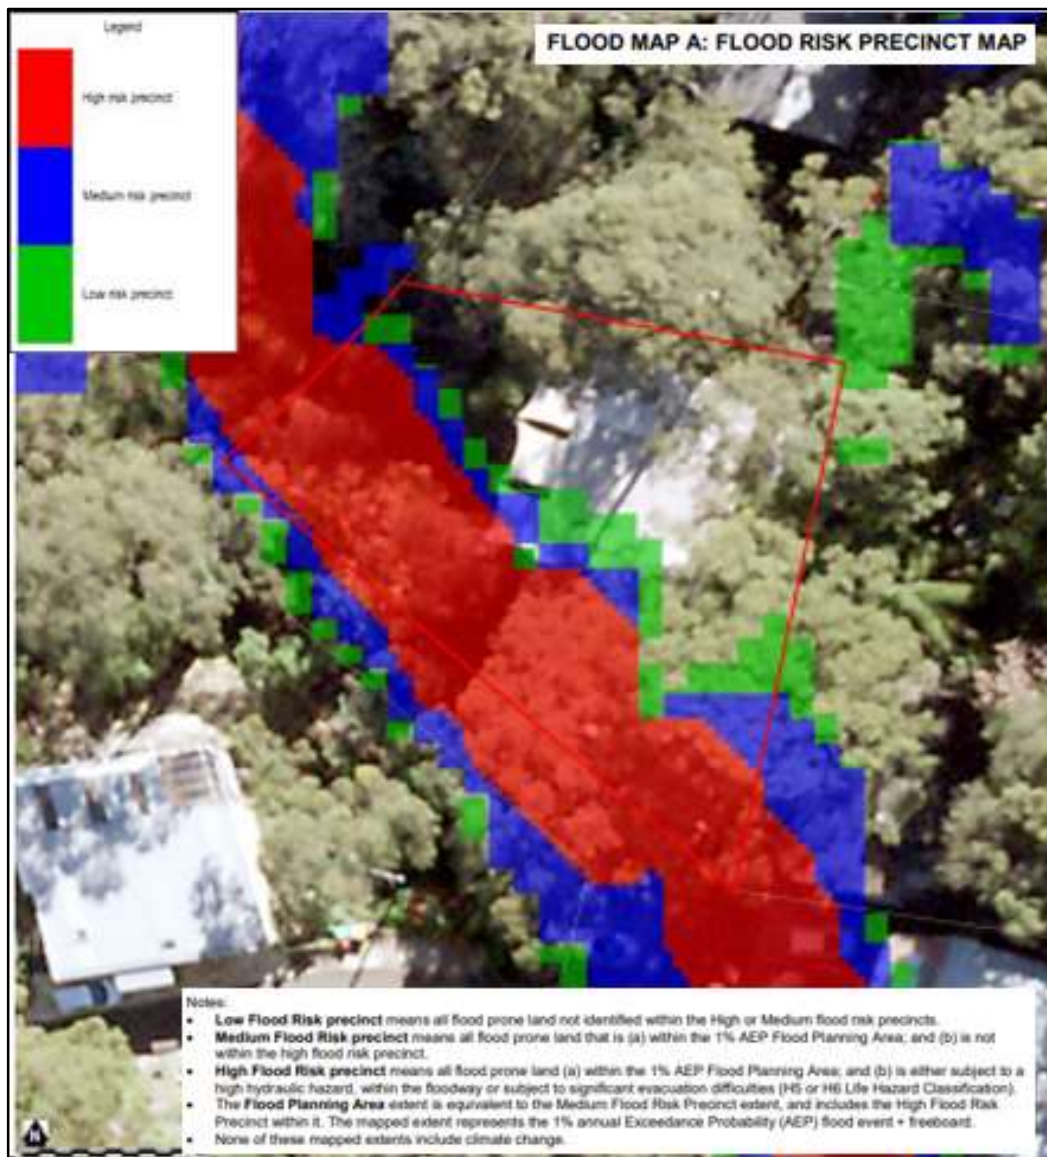 Legend
FLOOD MAP A: FLOOD RISK PRECINCT MAP
High risk precinct
Medium risk precinct
Low risk precinct
Notes:
• Low Flood Risk precinct means all flood prone land not identified within the High or Medium flood risk precincts.
• Medium Flood Risk precinct means all flood prone land that is (a) within the 1% AEP Flood Planning Area; and (b) is not
within the high flood risk precinct.
• High Flood Risk precinct means all flood prone land (a) within the 1% AEP Flood Planning Area; and (b) is either subject to a
high hydraulic hazard, within the floodway or subject to significant evacuation difficulties (H5 or H6 Life Hazard Classification).
• The Flood Planning Area extent is equivalent to the Medium Flood Risk Precinct extent, and includes the High Flood Risk
Precinct within it. The mapped extent represents the 1% annual Exceedance Probability (AEP) flood event + freeboard.
• None of these mapped extents include climate change.
N